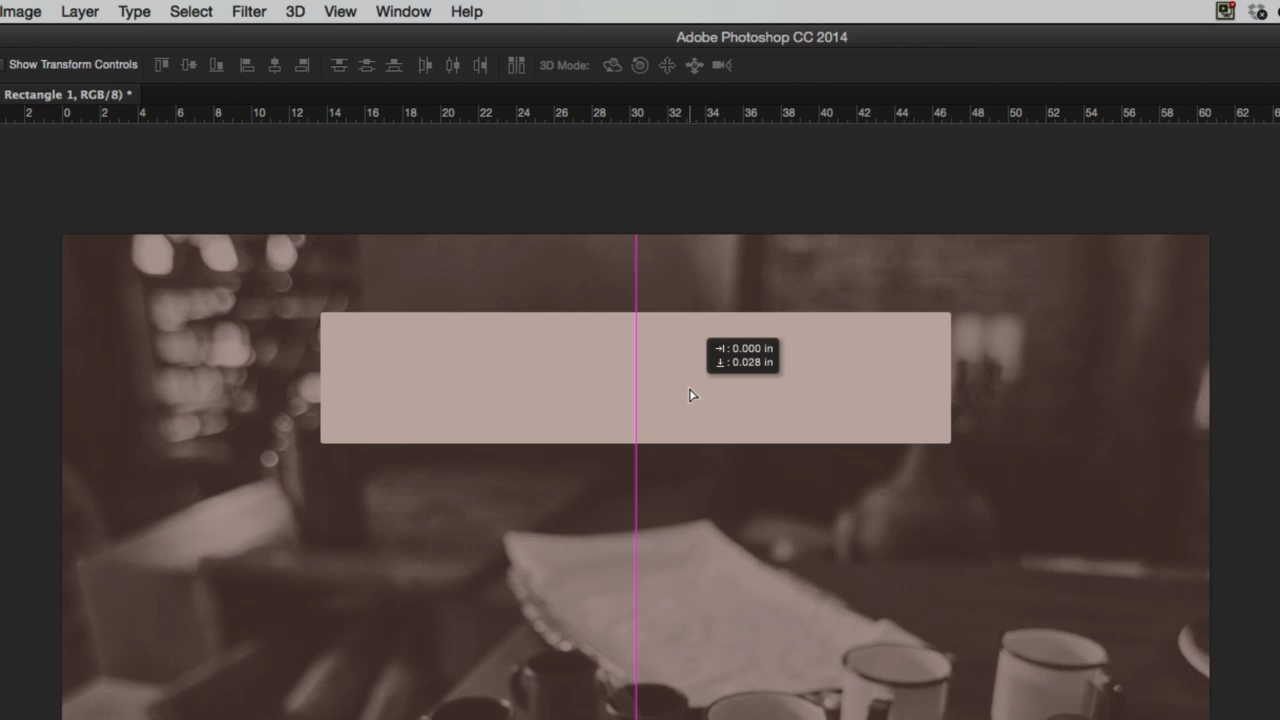 Image Layer Type Select Filter 3D View Window Help
Adobe Photoshop CC 2014
Show Transform Controls 3D Mode:
Rectangle 1, RGB/8) *
2 0 2 4 6 8 10 12 14 16 18 20 22 24 26 28 30 32 34 36 38 40 42 44 46 48 50 52 54 56 58 60 62
: 0.000 in
: 0.028 in